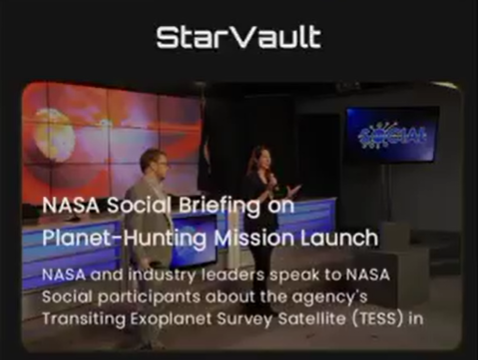 StarVault
SOCIAL
NASA Social Briefing on
Planet-Hunting Mission Launch
NASA and industry leaders speak to NASA
Social participants about the agency's
Transiting Exoplanet Survey Satellite (TESS) in